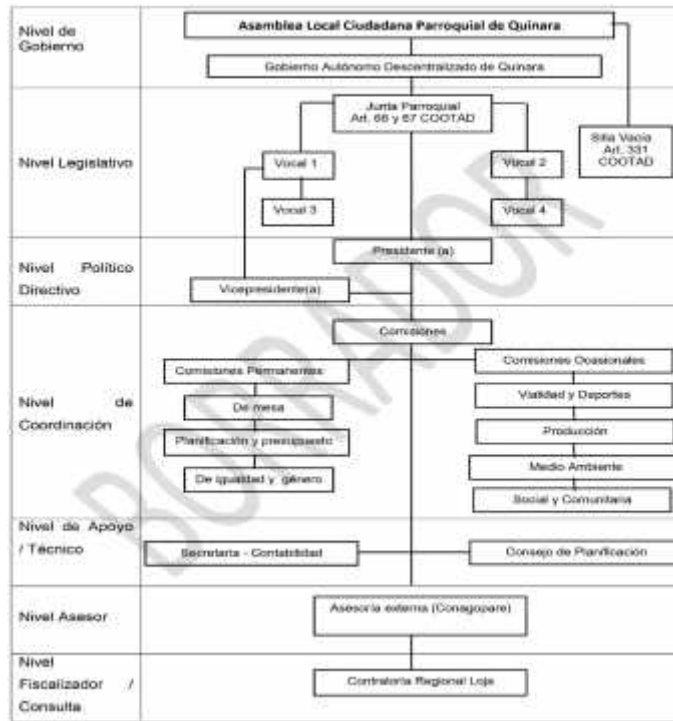 Nivel de
Gobierno
Asamblea Local Ciudadana Parroquial de Quinara
Gobierno Autónomo Descentralizado de Quinara
Nivel Legislativo
Junta Parroquial
Art. 66 y 67 COOTAD
Silla Vacía
Art. 331
COOTAD
Vocal 1
Vocal 2
Vocal 3
Vocal 4
Nivel Político
Directivo
Presidente (a)
Vicepresidente(a)
Nivel de
Coordinación
Comisiones
Comisiones Permanentes
De mesa
Planificación y presupuesto
De igualdad y género
Comisiones Ocasionales
Vialidad y Deportes
Producción
Medio Ambiente
Social y Comunitaria
Nivel de Apoyo
/ Técnico
Secretaria - Contabilidad
Consejo de Planificación
Nivel Asesor
Asesoría externa (Conagopare)
Nivel
Fiscalizador /
Consulta
Contraloría Regional Loja
BORRADOR